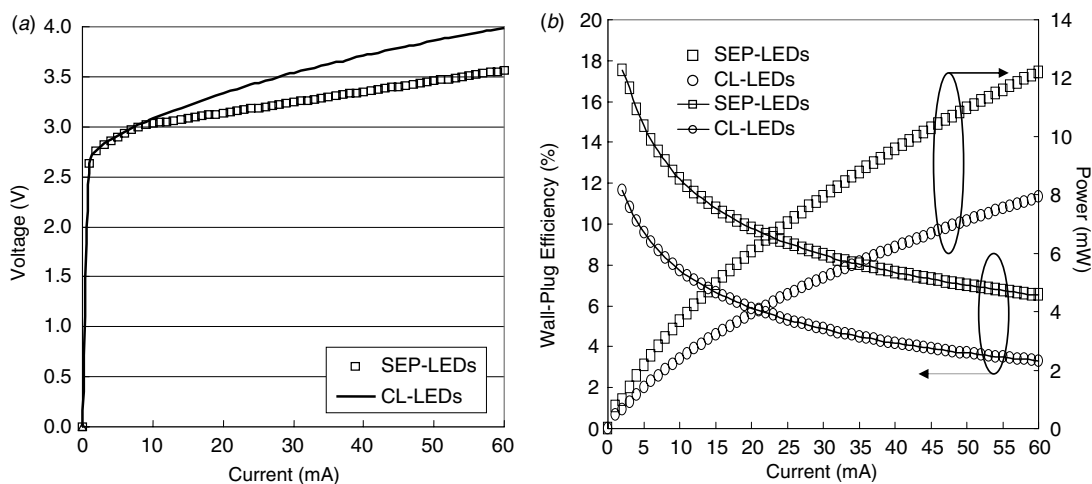 (a)
4.0
3.5
3.0
2.5
2.0
1.5
1.0
0.5
0.0
Voltage (V)
0 10 20 30 40 50 60
Current (mA)
SEP-LEDs
CL-LEDs
(b)
20
18
16
14
12
10
8
6
4
2
0
Wall-Plug Efficiency (%)
SEP-LEDs
CL-LEDs
SEP-LEDs
CL-LEDs
14
12
10
8
6
4
2
0
Power (mW)
0 5 10 15 20 25 30 35 40 45 50 55 60
Current (mA)